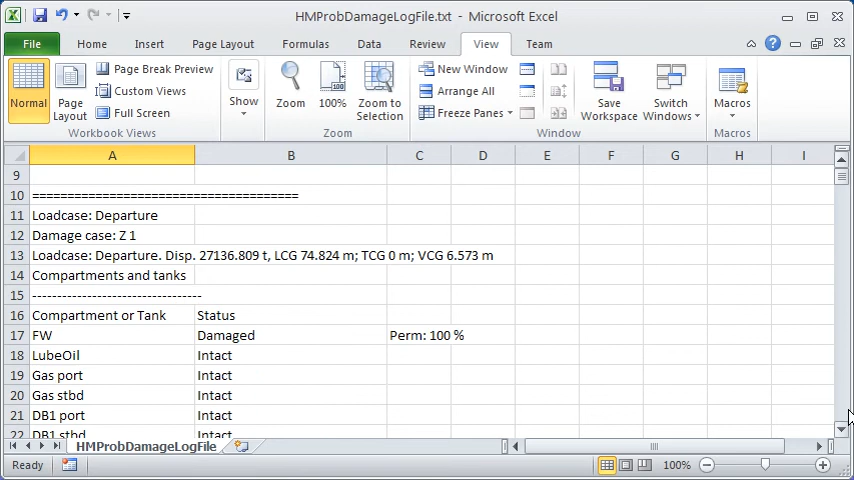 HMProbDamageLogFile.txt - Microsoft Excel
File Home Insert Page Layout Formulas Data Review View Team
Normal
Page Layout
Page Break Preview
Custom Views
Full Screen
Workbook Views
Show
Zoom
100%
Zoom to Selection
Zoom
New Window
Arrange All
Freeze Panes
Save Workspace
Switch Windows
Window
Macros
Macros
A B C D E F G H I
9
10 ======================================
11 Loadcase: Departure
12 Damage case: Z 1
13 Loadcase: Departure. Disp. 27136.809 t, LCG 74.824 m; TCG 0 m; VCG 6.573 m
14 Compartments and tanks
15 ----------------------------------
16 Compartment or Tank Status
17 FW Damaged Perm: 100 %
18 LubeOil Intact
19 Gas port Intact
20 Gas stbd Intact
21 DB1 port Intact
22 DB1 stbd Intact
HMProbDamageLogFile
Ready 100%